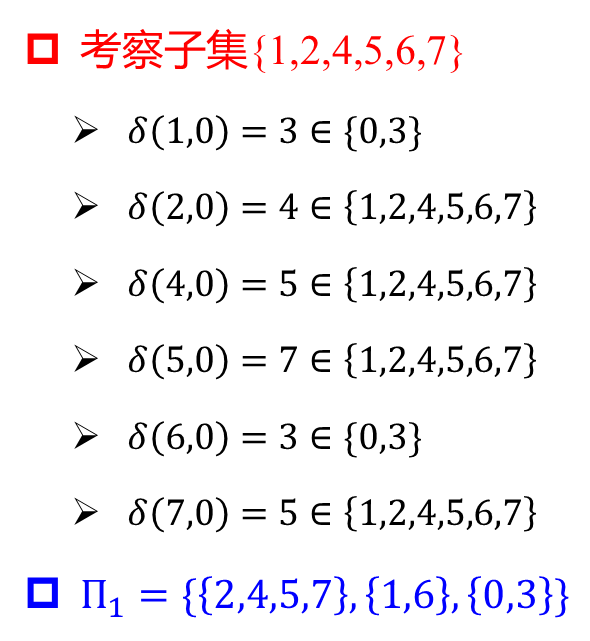 考察子集{1,2,4,5,6,7}
δ(1,0) = 3 ∈ {0,3}
δ(2,0) = 4 ∈ {1,2,4,5,6,7}
δ(4,0) = 5 ∈ {1,2,4,5,6,7}
δ(5,0) = 7 ∈ {1,2,4,5,6,7}
δ(6,0) = 3 ∈ {0,3}
δ(7,0) = 5 ∈ {1,2,4,5,6,7}
Π₁ = {{2,4,5,7},{1,6},{0,3}}